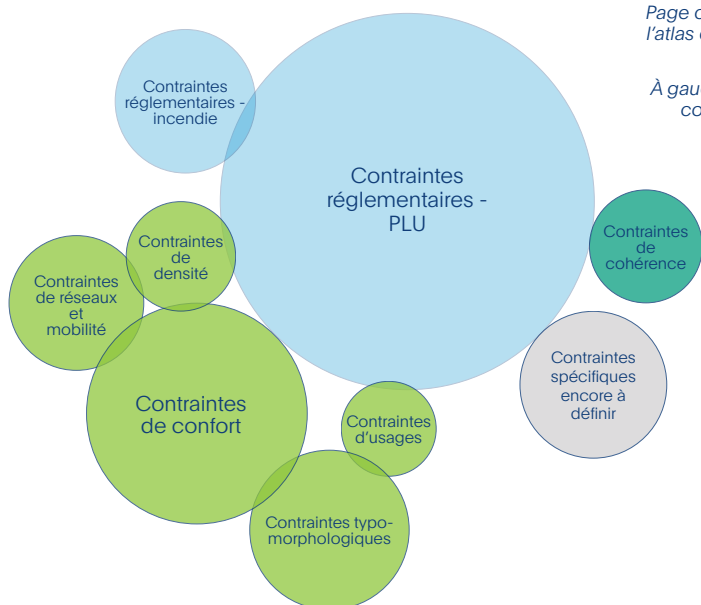 Page
l'atlas
À gau
co
Contraintes
réglementaires -
incendie
Contraintes
réglementaires -
PLU
Contraintes
de
densité
Contraintes
de
cohérence
Contraintes
de réseaux
et
mobilité
Contraintes
spécifiques
encore à
définir
Contraintes
de confort
Contraintes
d'usages
Contraintes typo-
morphologiques